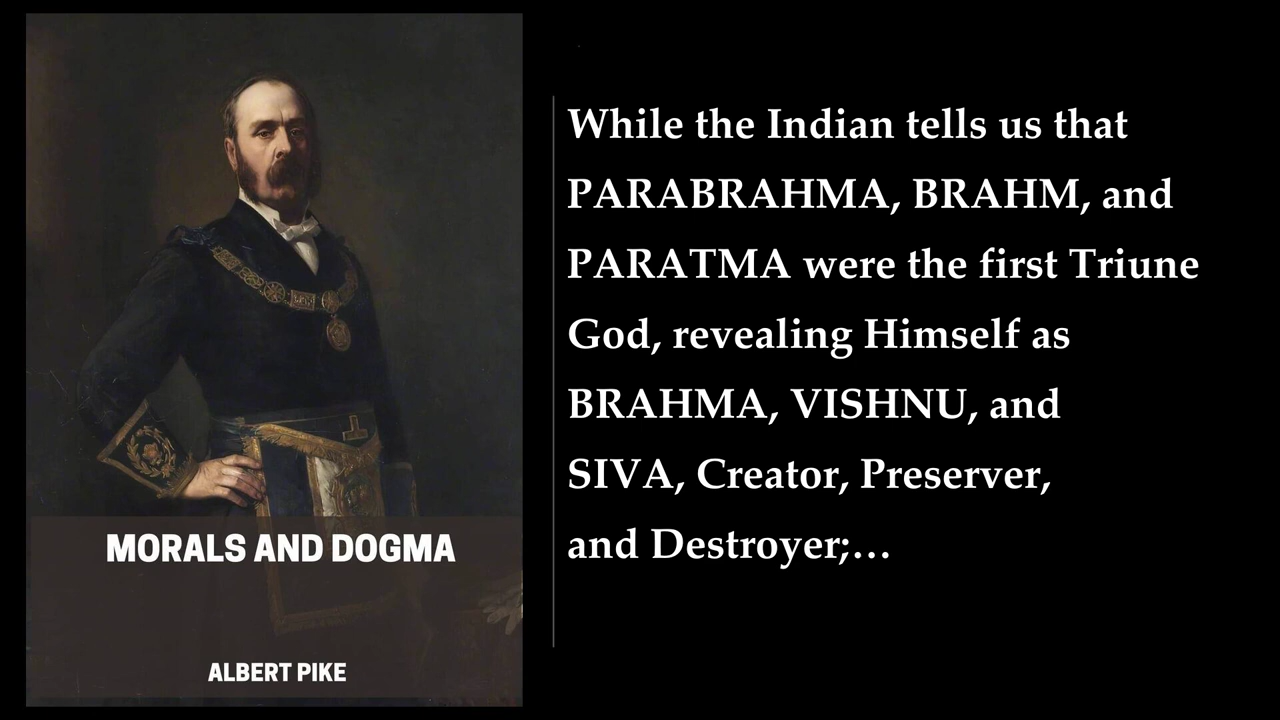 MORALS AND DOGMA
ALBERT PIKE
While the Indian tells us that
PARABRAHMA, BRAHM, and
PARATMA were the first Triune
God, revealing Himself as
BRAHMA, VISHNU, and
SIVA, Creator, Preserver,
and Destroyer;...